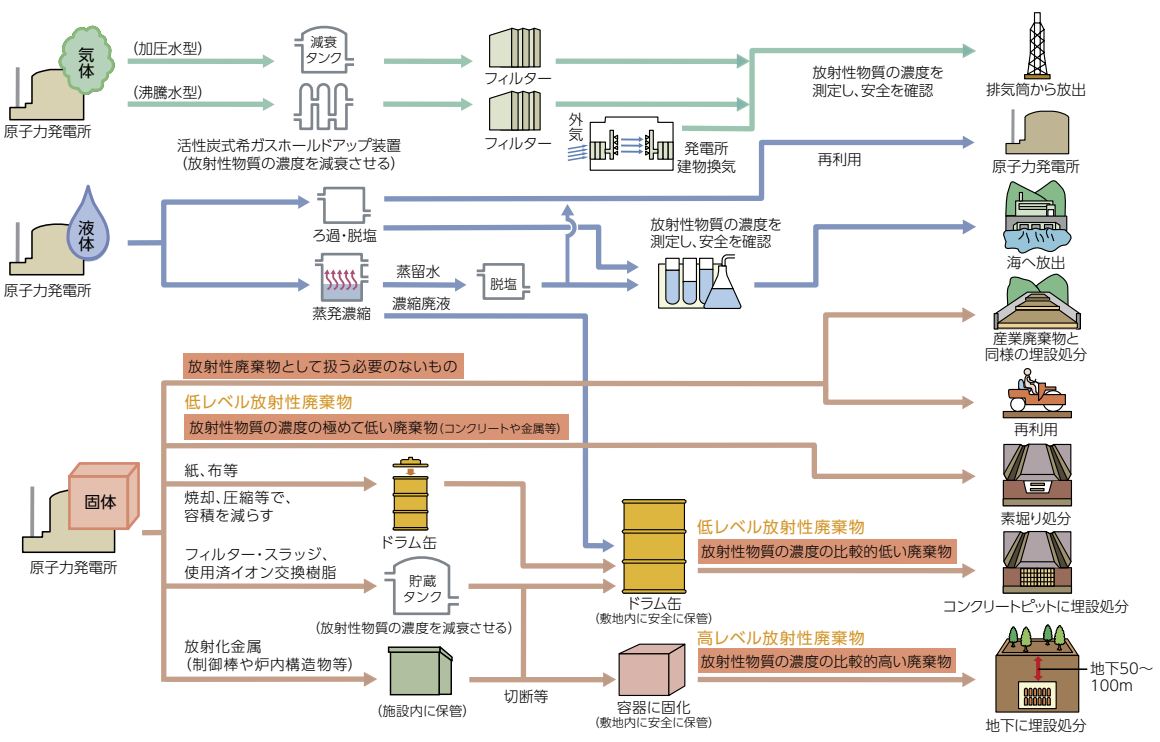 気体
原子力発電所
(加圧水型)
減衰
タンク
フィルター
(沸騰水型)
活性炭式希ガスホールドアップ装置
(放射性物質の濃度を減衰させる)
フィルター
外気
発電所
建物換気
放射性物質の濃度を
測定し、安全を確認
排気筒から放出
再利用
原子力発電所
液体
原子力発電所
ろ過・脱塩
蒸発濃縮
蒸留水
濃縮廃液
脱塩
放射性物質の濃度を
測定し、安全を確認
海へ放出
産業廃棄物と
同様の埋設処分
放射性廃棄物として扱う必要のないもの
再利用
低レベル放射性廃棄物
放射性物質の濃度の極めて低い廃棄物(コンクリートや金属等)
素掘り処分
固体
原子力発電所
紙、布等
焼却、圧縮等で、
容積を減らす
ドラム缶
フィルター・スラッジ、
使用済イオン交換樹脂
貯蔵
タンク
(放射性物質の濃度を減衰させる)
ドラム缶
(敷地内に安全に保管)
低レベル放射性廃棄物
放射性物質の濃度の比較的低い廃棄物
コンクリートピットに埋設処分
放射化金属
(制御棒や炉内構造物等)
(施設内に保管)
切断等
容器に固化
(敷地内に安全に保管)
高レベル放射性廃棄物
放射性物質の濃度の比較的高い廃棄物
地下50〜
100m
地下に埋設処分